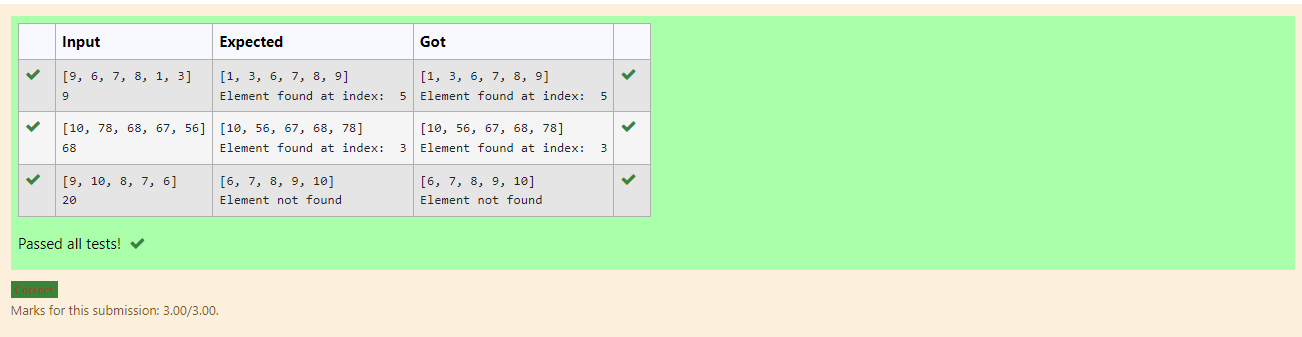 Input Expected Got
[9, 6, 7, 8, 1, 3] [1, 3, 6, 7, 8, 9] [1, 3, 6, 7, 8, 9]
9 Element found at index:  5 Element found at index:  5
[10, 78, 68, 67, 56] [10, 56, 67, 68, 78] [10, 56, 67, 68, 78]
68 Element found at index:  3 Element found at index:  3
[9, 10, 8, 7, 6] [6, 7, 8, 9, 10] [6, 7, 8, 9, 10]
20 Element not found Element not found
Passed all tests!
Correct
Marks for this submission: 3.00/3.00.